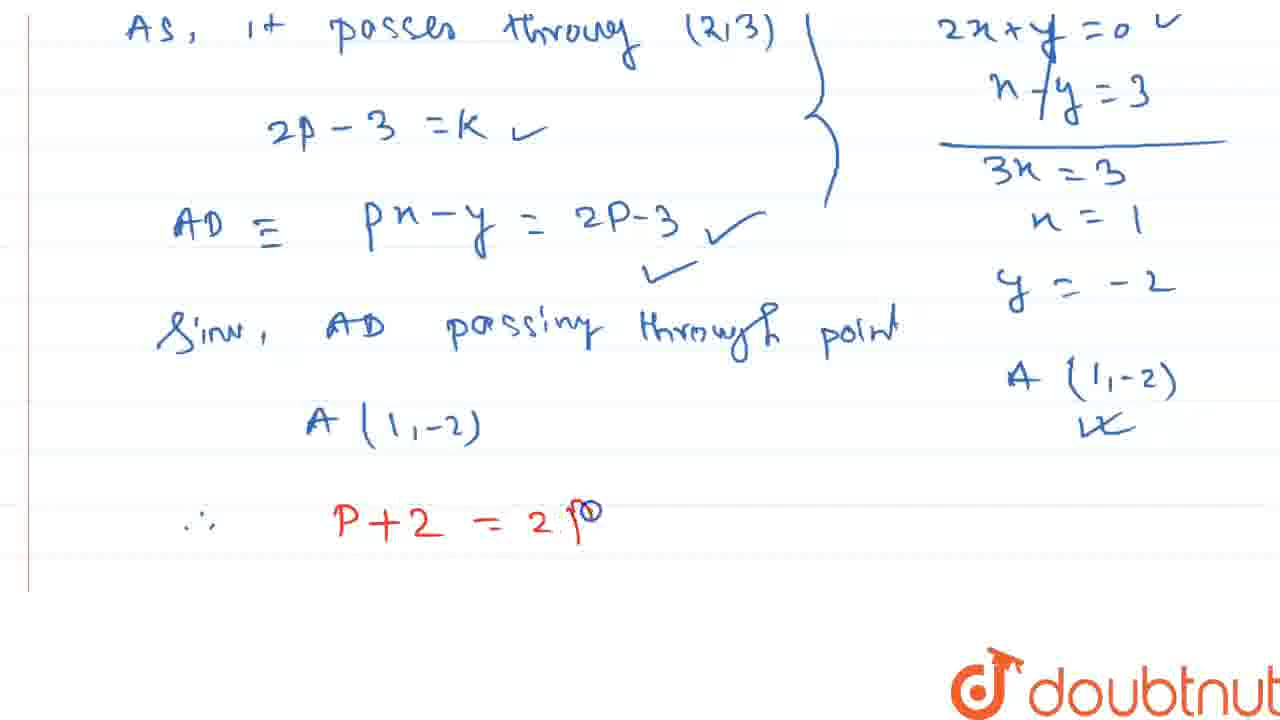 As, it passes through (2,3)
2p - 3 = K ✓
AD ≡ px - y = 2p-3 ✓
✓
Since, AD passing through point
A (1,-2)
∴ P+2 = 2p
2x+y=0 ✓
x-y=3
3x = 3
x = 1
y = -2
A (1,-2)
doubtnut